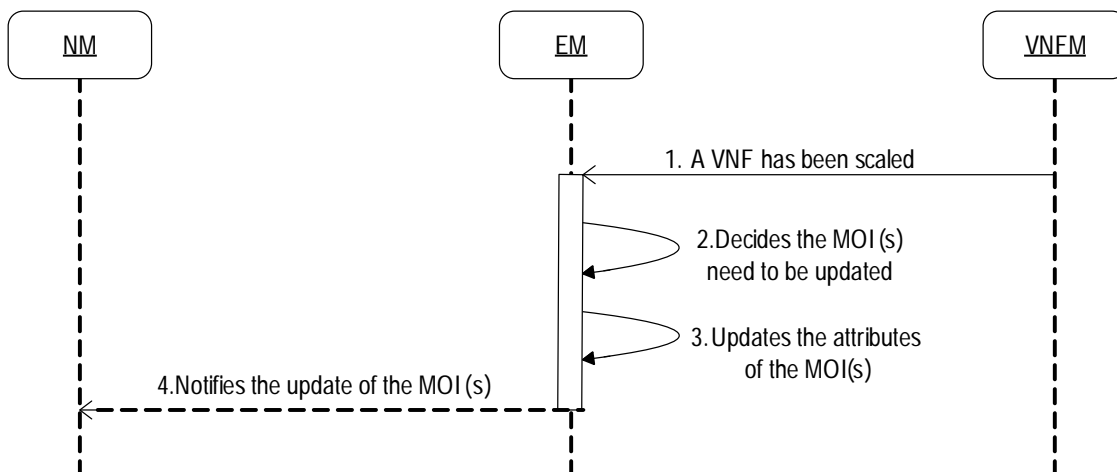 NM
EM
VNFM
1. A VNF has been scaled
2.Decides the MOI (s)
need to be updated
3.Updates the attributes
of the MOI(s)
4.Notifies the update of the MOI (s)